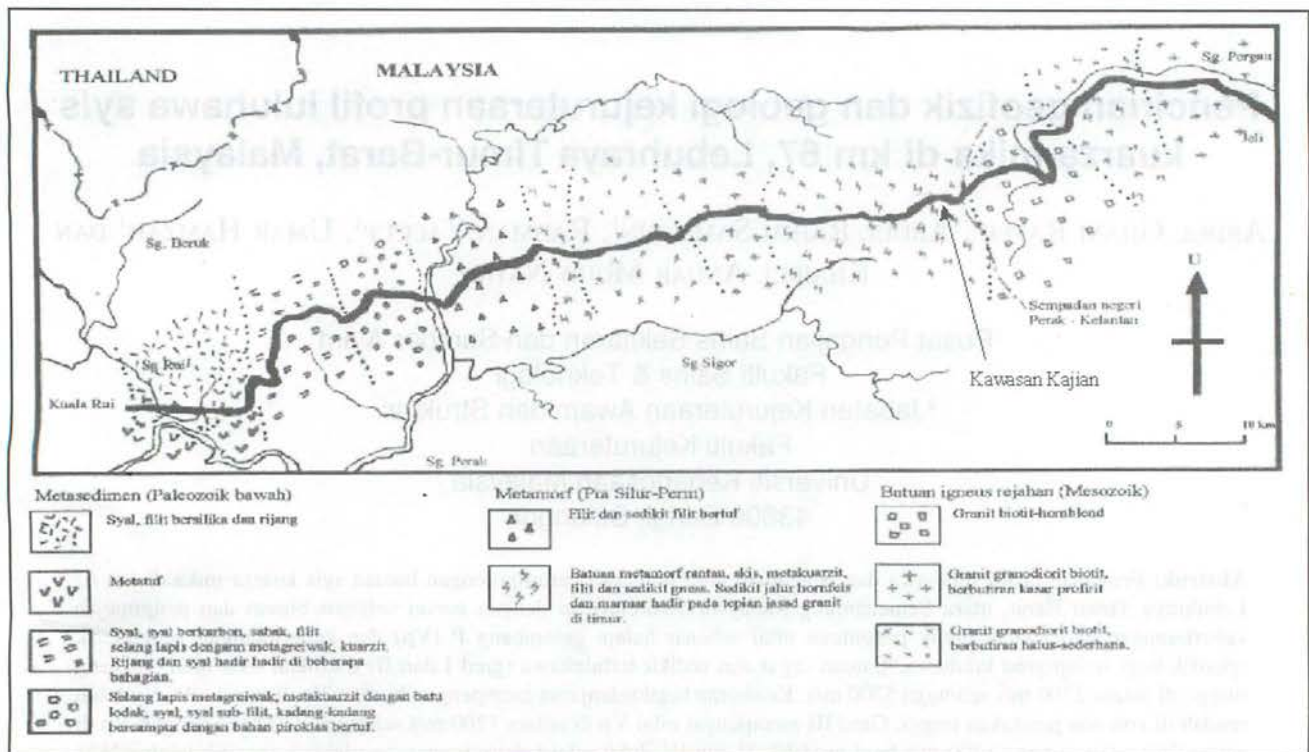 THAILAND
MALAYSIA
Sg. Pergau
Jeli
Sg. Beruk
Sempadan negeri
Perak - Kelantan
U
Sg Rui
Kuala Rui
Sg Sigor
Kawasan Kajian
Sg. Perak
0 5 10 km
Metasedimen (Paleozoik bawah)
Syal, filit bersilika dan rijang
Metatuf
Syal, syal berkarbon, sabak, filit
selang lapis dengann metagreiwak, kuarzit.
Rijang dan syal hadir hadir di beberapa
bahagian.
Selang lapis metagreiwak, metakuarzit dengan batu
lodak, syal, syal sub-filit, kadang-kadang
bercampur dengan bahan piroklas bertuf.
Metamorf (Pra Silur-Perm)
Filit dan sedikit filit bertuf
Batuan metamorf rantau, skis, metakuarzit,
filit dan sedikit gness. Sedikit jalur hornfels
dan marmar hadir pada tepian jasad granit
di timur.
Batuan igneus rejahan (Mesozoik)
Granit biotit-hornblend
Granit granodiorit biotit,
berbutiran kasar profirit
Granit granodiorit biotit,
berbutiran halus-sederhana.